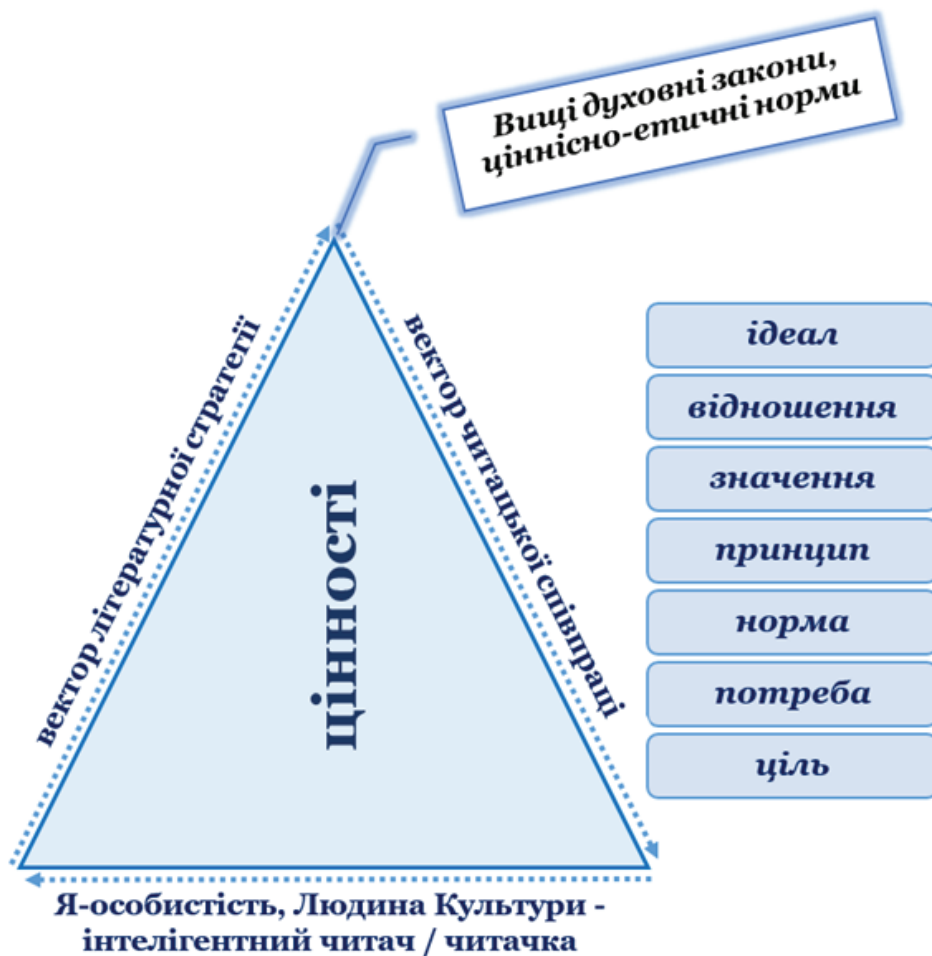 Вищі духовні закони,
ціннісно-етичні норми
вектор літературної стратегії
вектор читацької співпраці
цінності
ідеал
відношення
значення
принцип
норма
потреба
ціль
Я-особистість, Людина Культури -
інтелігентний читач / читачка